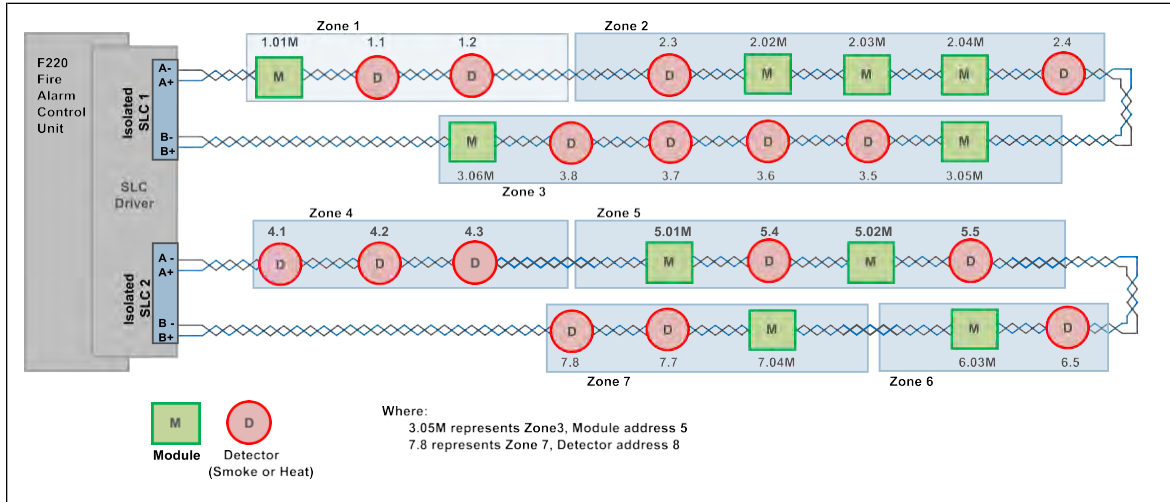 F220
Fire
Alarm
Control
Unit
SLC
Driver
Isolated
SLC 1
A-
A+
B-
B+
Zone 1
1.01M
1.1
1.2
M
D
D
Zone 2
2.3
2.02M
2.03M
2.04M
2.4
D
M
M
M
D
M
D
D
D
D
M
3.06M
3.8
3.7
3.6
3.5
3.05M
Zone 3
Isolated
SLC 2
A -
A+
B -
B+
Zone 4
4.1
4.2
4.3
D
D
D
Zone 5
5.01M
5.4
5.02M
5.5
M
D
M
D
D
D
M
7.8
7.7
7.04M
Zone 7
M
D
6.03M
6.5
Zone 6
M
Module
D
Detector
(Smoke or Heat)
Where:
3.05M represents Zone3, Module address 5
7.8 represents Zone 7, Detector address 8